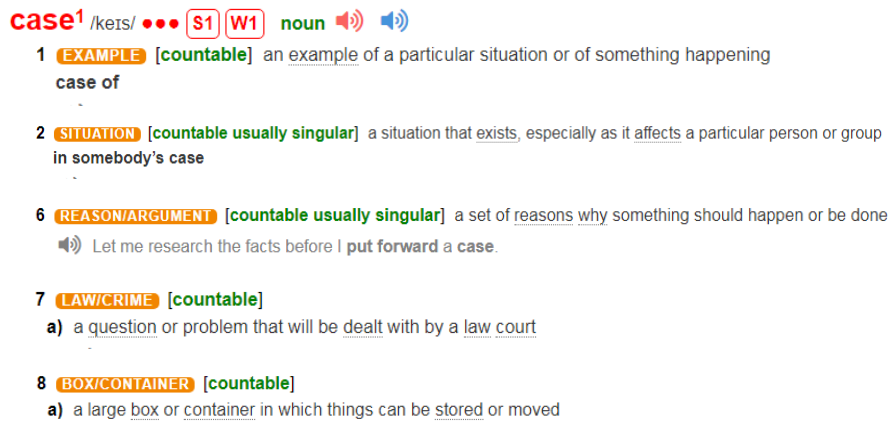 case¹ /keɪs/ ●●● S1 W1 noun
1 EXAMPLE [countable] an example of a particular situation or of something happening
case of
2 SITUATION [countable usually singular] a situation that exists, especially as it affects a particular person or group
in somebody’s case
6 REASON/ARGUMENT [countable usually singular] a set of reasons why something should happen or be done
Let me research the facts before I put forward a case.
7 LAW/CRIME [countable]
a) a question or problem that will be dealt with by a law court
8 BOX/CONTAINER [countable]
a) a large box or container in which things can be stored or moved